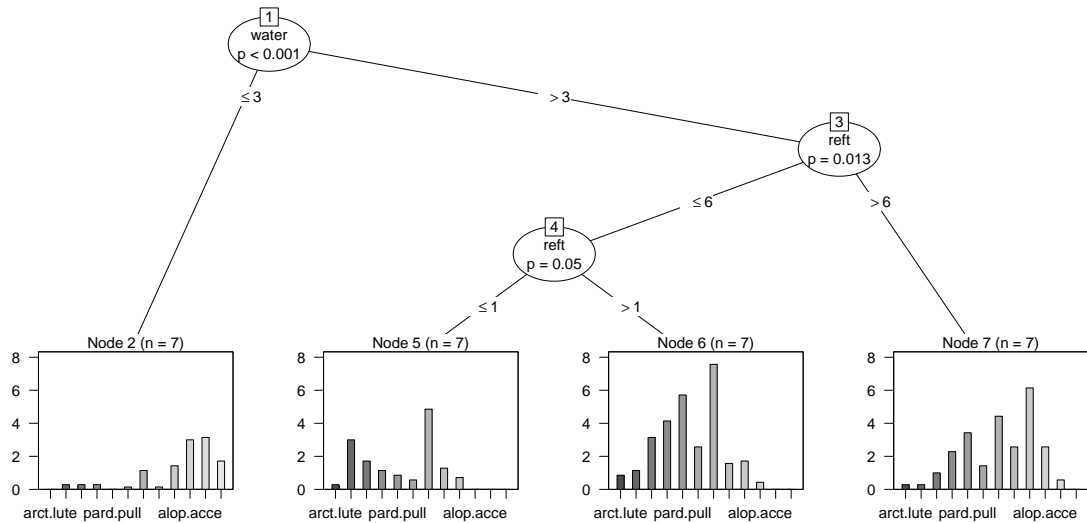 1
water
p < 0.001
≤ 3
> 3
3
reft
p = 0.013
≤ 6
> 6
4
reft
p = 0.05
≤ 1
> 1
Node 2 (n = 7)
8
6
4
2
0
arct.lute pard.pull alop.acce
Node 5 (n = 7)
8
6
4
2
0
arct.lute pard.pull alop.acce
Node 6 (n = 7)
8
6
4
2
0
arct.lute pard.pull alop.acce
Node 7 (n = 7)
8
6
4
2
0
arct.lute pard.pull alop.acce